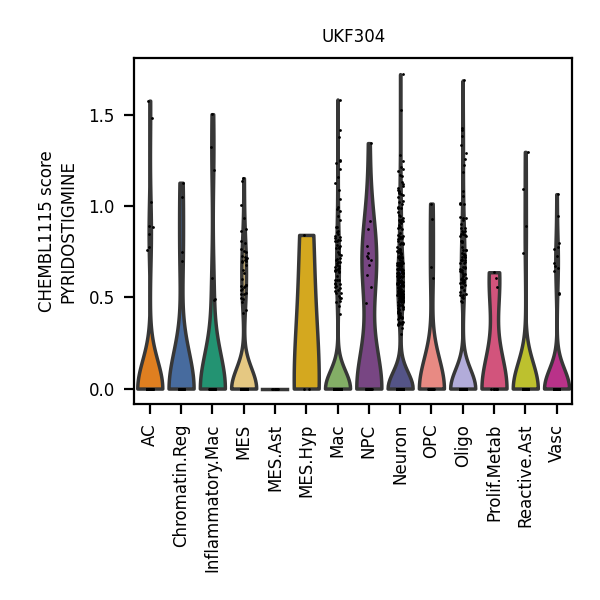 UKF304
CHEMBL1115 score
PYRIDOSTIGMINE
1.5
1.0
0.5
0.0
AC
Chromatin.Reg
Inflammatory.Mac
MES
MES.Ast
MES.Hyp
Mac
NPC
Neuron
OPC
Oligo
Prolif.Metab
Reactive.Ast
Vasc